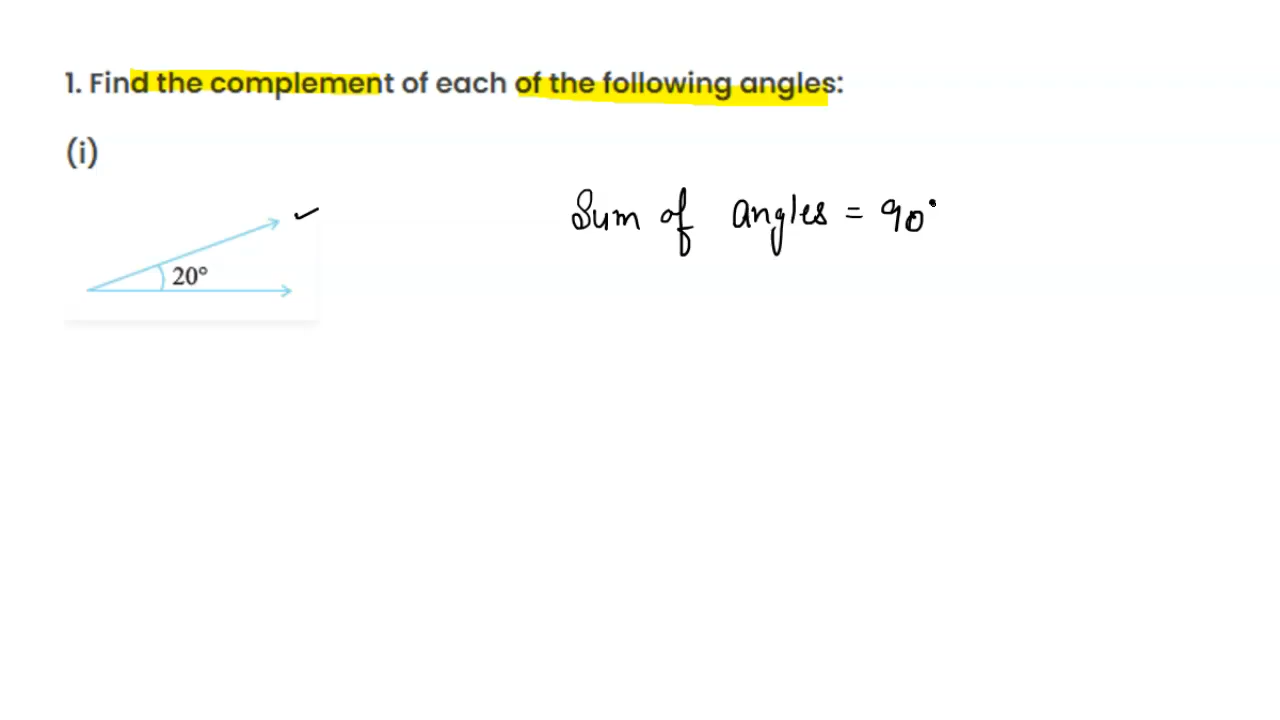 1. Find the complement of each of the following angles:
(i)
Sum of angles = 90°
20°